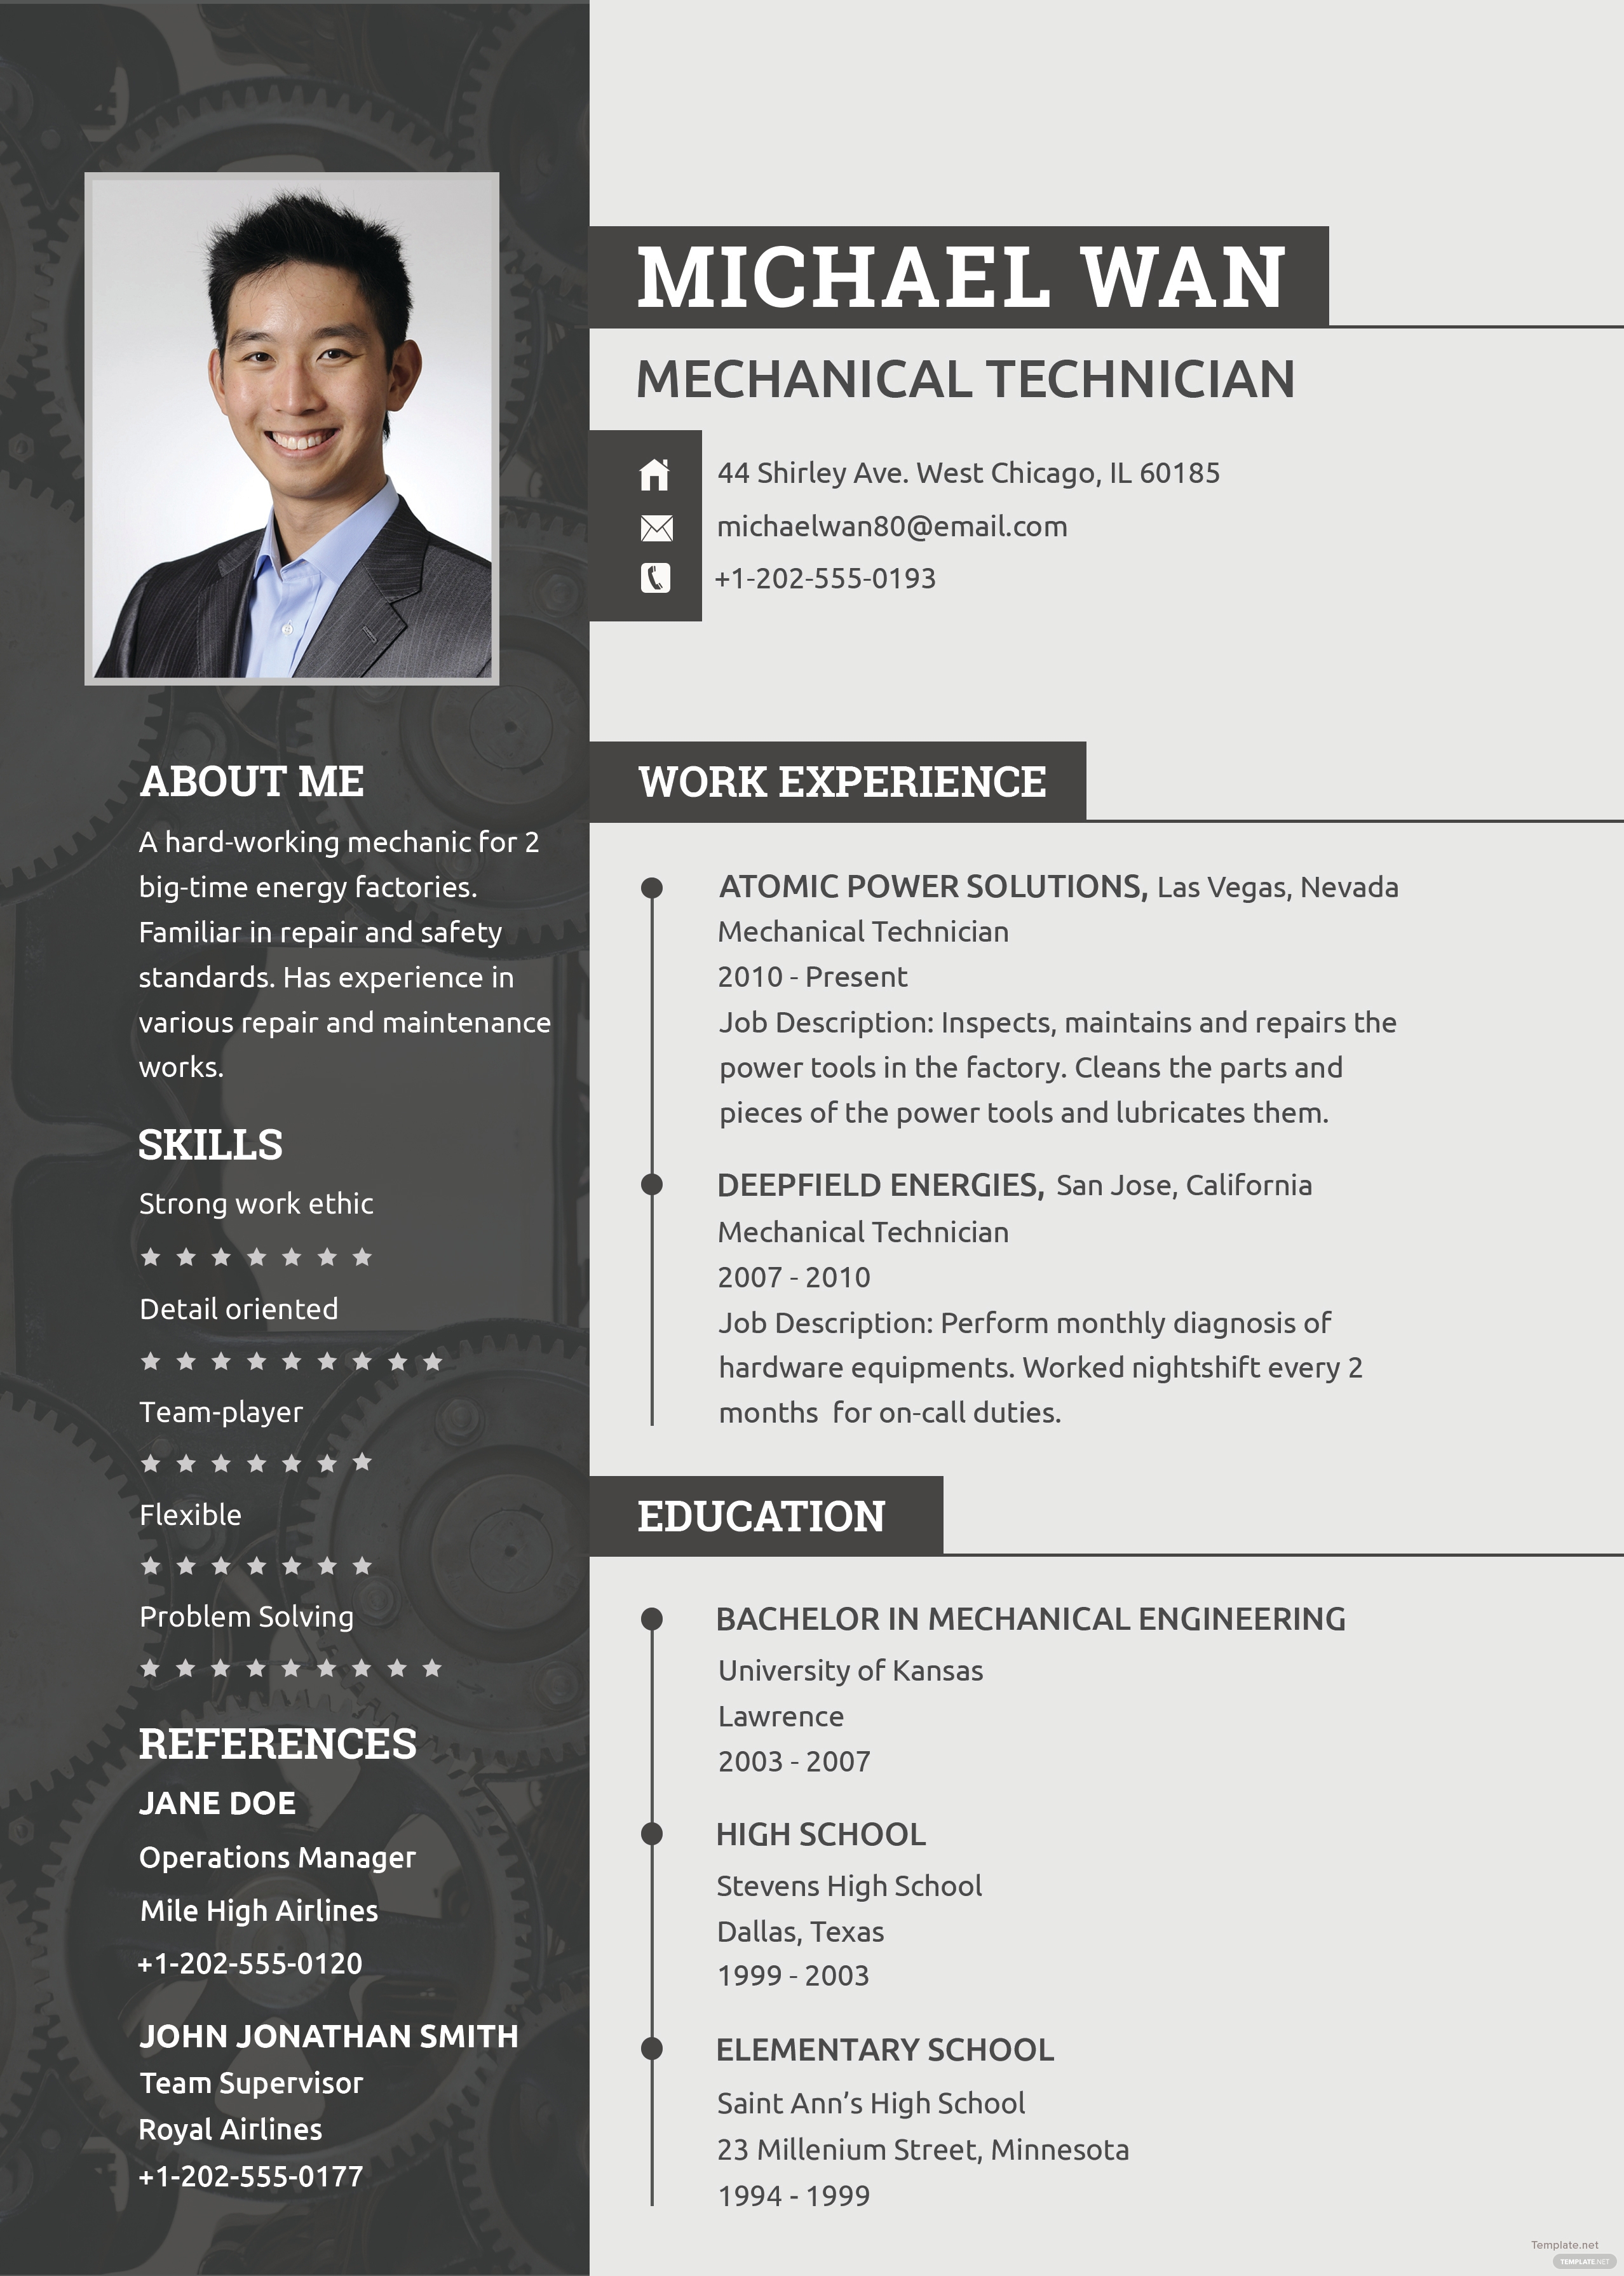 MICHAEL WAN
MECHANICAL TECHNICIAN
44 Shirley Ave. West Chicago, IL 60185
michaelwan80@email.com
+1-202-555-0193
ABOUT ME
A hard-working mechanic for 2
big-time energy factories.
Familiar in repair and safety
standards. Has experience in
various repair and maintenance
works.
SKILLS
Strong work ethic
Detail oriented
Team-player
Flexible
Problem Solving
REFERENCES
JANE DOE
Operations Manager
Mile High Airlines
+1-202-555-0120
JOHN JONATHAN SMITH
Team Supervisor
Royal Airlines
+1-202-555-0177
WORK EXPERIENCE
ATOMIC POWER SOLUTIONS, Las Vegas, Nevada
Mechanical Technician
2010 - Present
Job Description: Inspects, maintains and repairs the
power tools in the factory. Cleans the parts and
pieces of the power tools and lubricates them.
DEEPFIELD ENERGIES, San Jose, California
Mechanical Technician
2007 - 2010
Job Description: Perform monthly diagnosis of
hardware equipments. Worked nightshift every 2
months  for on-call duties.
EDUCATION
BACHELOR IN MECHANICAL ENGINEERING
University of Kansas
Lawrence
2003 - 2007
HIGH SCHOOL
Stevens High School
Dallas, Texas
1999 - 2003
ELEMENTARY SCHOOL
Saint Ann’s High School
23 Millenium Street, Minnesota
1994 - 1999
Template.net
TEMPLATE.NET